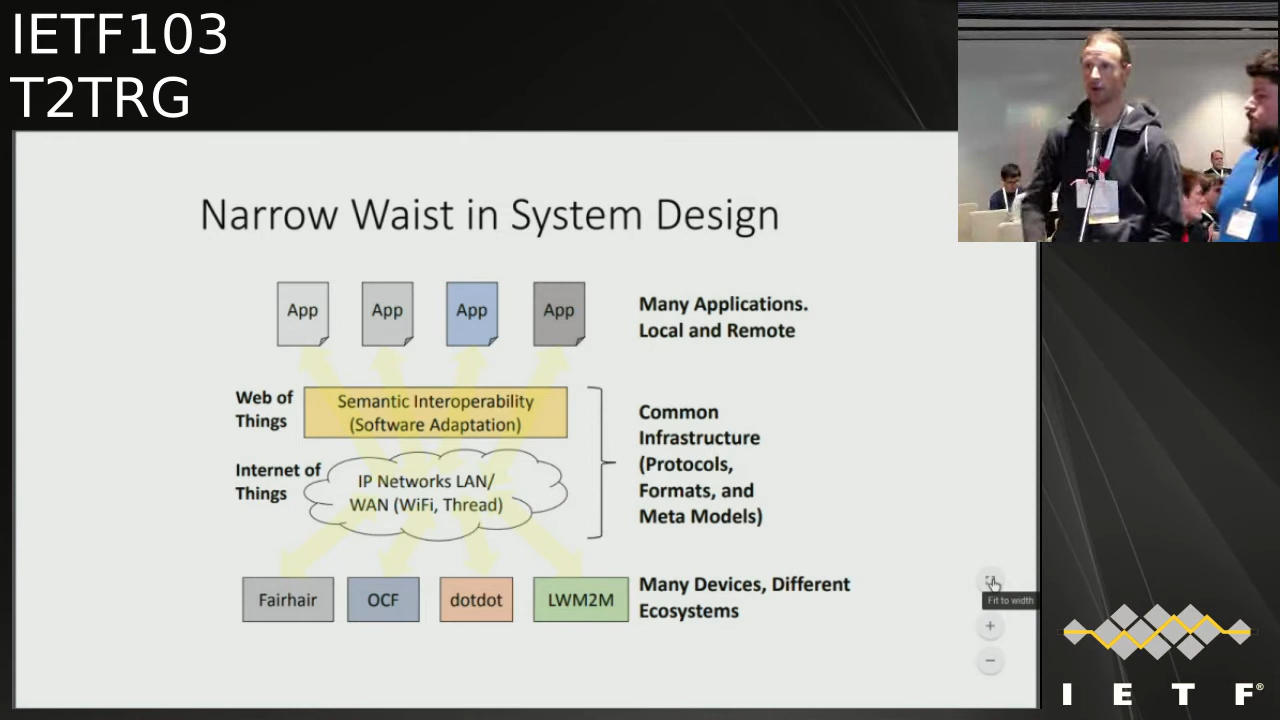 IETF103
T2TRG
Narrow Waist in System Design
App
App
App
App
Many Applications.
Local and Remote
Web of
Things
Semantic Interoperability
(Software Adaptation)
Internet of
Things
IP Networks LAN/
WAN (WiFi, Thread)
Common
Infrastructure
(Protocols,
Formats, and
Meta Models)
Fairhair
OCF
dotdot
LWM2M
Many Devices, Different
Ecosystems
Fit to width
I E T F®